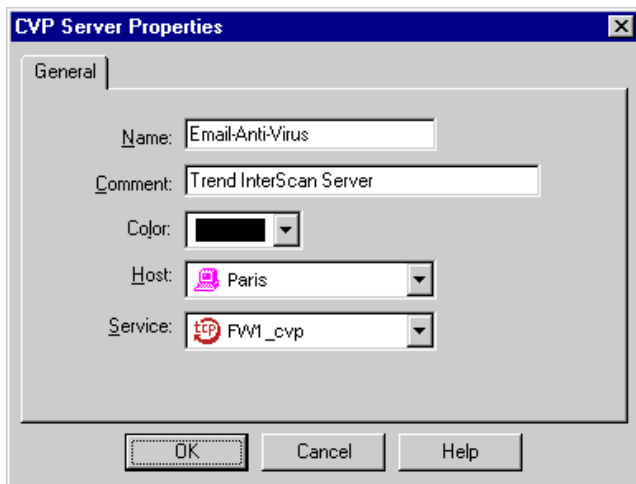 CVP Server Properties
General
Name: Email-Anti-Virus
Comment: Trend InterScan Server
Color:
Host: Paris
Service: tcp FW1_cvp
OK Cancel Help